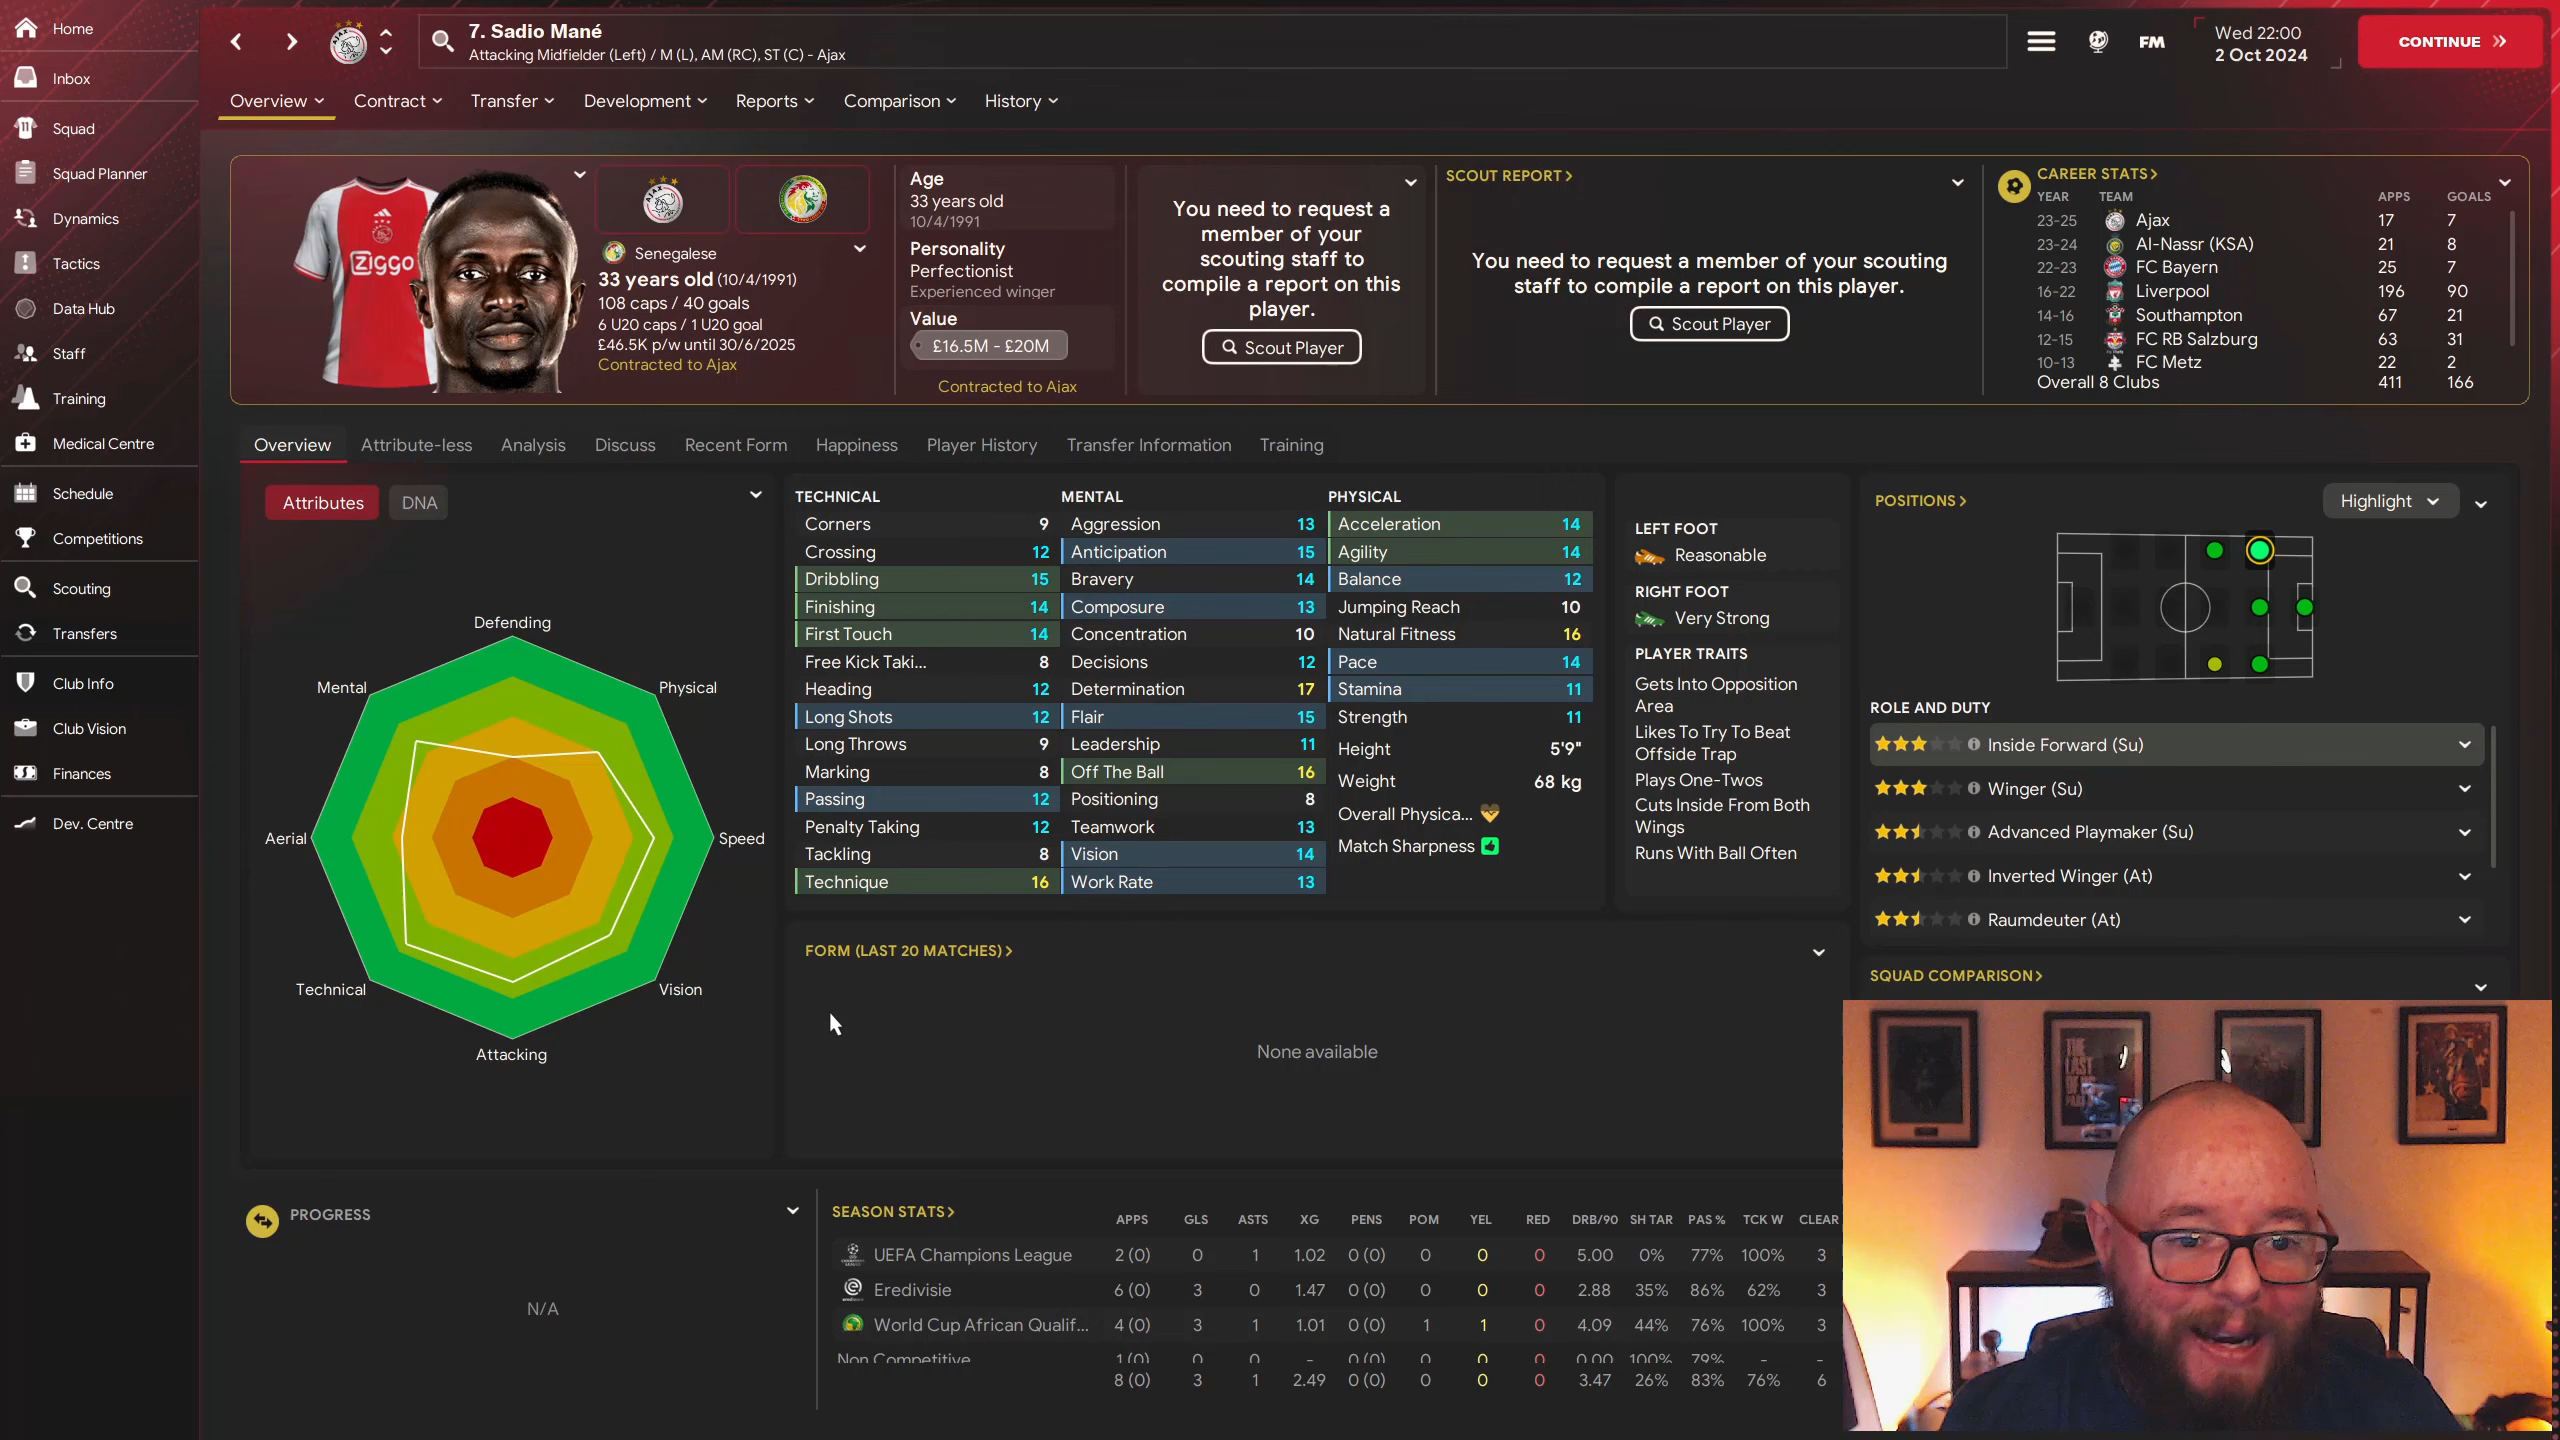 Home
Inbox
Squad
Squad Planner
Dynamics
Tactics
Data Hub
Staff
Training
Medical Centre
Schedule
Competitions
Scouting
Transfers
Club Info
Club Vision
Finances
Dev. Centre
7. Sadio Mané
Attacking Midfielder (Left) / M (L), AM (RC), ST (C) - Ajax
FM
Wed 22:00
2 Oct 2024
CONTINUE
Overview Contract Transfer Development Reports Comparison History
Ziggo
Senegalese
33 years old (10/4/1991)
108 caps / 40 goals
6 U20 caps / 1 U20 goal
£46.5K p/w until 30/6/2025
Contracted to Ajax
Age
33 years old
10/4/1991
Personality
Perfectionist
Experienced winger
Value
£16.5M - £20M
Contracted to Ajax
You need to request a
member of your
scouting staff to
compile a report on this
player.
Scout Player
SCOUT REPORT
You need to request a member of your scouting
staff to compile a report on this player.
Scout Player
CAREER STATS
YEAR TEAM APPS GOALS
23-25 Ajax 17 7
23-24 Al-Nassr (KSA) 21 8
22-23 FC Bayern 25 7
16-22 Liverpool 196 90
14-16 Southampton 67 21
12-15 FC RB Salzburg 63 31
10-13 FC Metz 22 2
Overall 8 Clubs 411 166
Overview Attribute-less Analysis Discuss Recent Form Happiness Player History Transfer Information Training
Attributes DNA
Defending
Physical
Speed
Vision
Attacking
Technical
Aerial
Mental
TECHNICAL
Corners 9
Crossing 12
Dribbling 15
Finishing 14
First Touch 14
Free Kick Taki... 8
Heading 12
Long Shots 12
Long Throws 9
Marking 8
Passing 12
Penalty Taking 12
Tackling 8
Technique 16
MENTAL
Aggression 13
Anticipation 15
Bravery 14
Composure 13
Concentration 10
Decisions 12
Determination 17
Flair 15
Leadership 11
Off The Ball 16
Positioning 8
Teamwork 13
Vision 14
Work Rate 13
PHYSICAL
Acceleration 14
Agility 14
Balance 12
Jumping Reach 10
Natural Fitness 16
Pace 14
Stamina 11
Strength 11
Height 5'9"
Weight 68 kg
Overall Physica...
Match Sharpness
LEFT FOOT
Reasonable
RIGHT FOOT
Very Strong
PLAYER TRAITS
Gets Into Opposition
Area
Likes To Try To Beat
Offside Trap
Plays One-Twos
Cuts Inside From Both
Wings
Runs With Ball Often
POSITIONS
Highlight
ROLE AND DUTY
Inside Forward (Su)
Winger (Su)
Advanced Playmaker (Su)
Inverted Winger (At)
Raumdeuter (At)
SQUAD COMPARISON
FORM (LAST 20 MATCHES)
None available
PROGRESS
N/A
SEASON STATS APPS GLS ASTS XG PENS POM YEL RED DRB/90 SH TAR PAS % TCK W CLEAR
UEFA Champions League 2 (0) 0 1 1.02 0 (0) 0 0 0 5.00 0% 77% 100% 3
Eredivisie 6 (0) 3 0 1.47 0 (0) 0 0 0 2.88 35% 86% 62% 3
World Cup African Qualif... 4 (0) 3 1 1.01 0 (0) 1 1 0 4.09 44% 76% 100% 3
Non Competitive 1 (0) 0 0 - 0 (0) 0 0 0 0.00 100% 79% - -
8 (0) 3 1 2.49 0 (0) 0 0 0 3.47 26% 83% 76% 6
THE
LAST
OF US